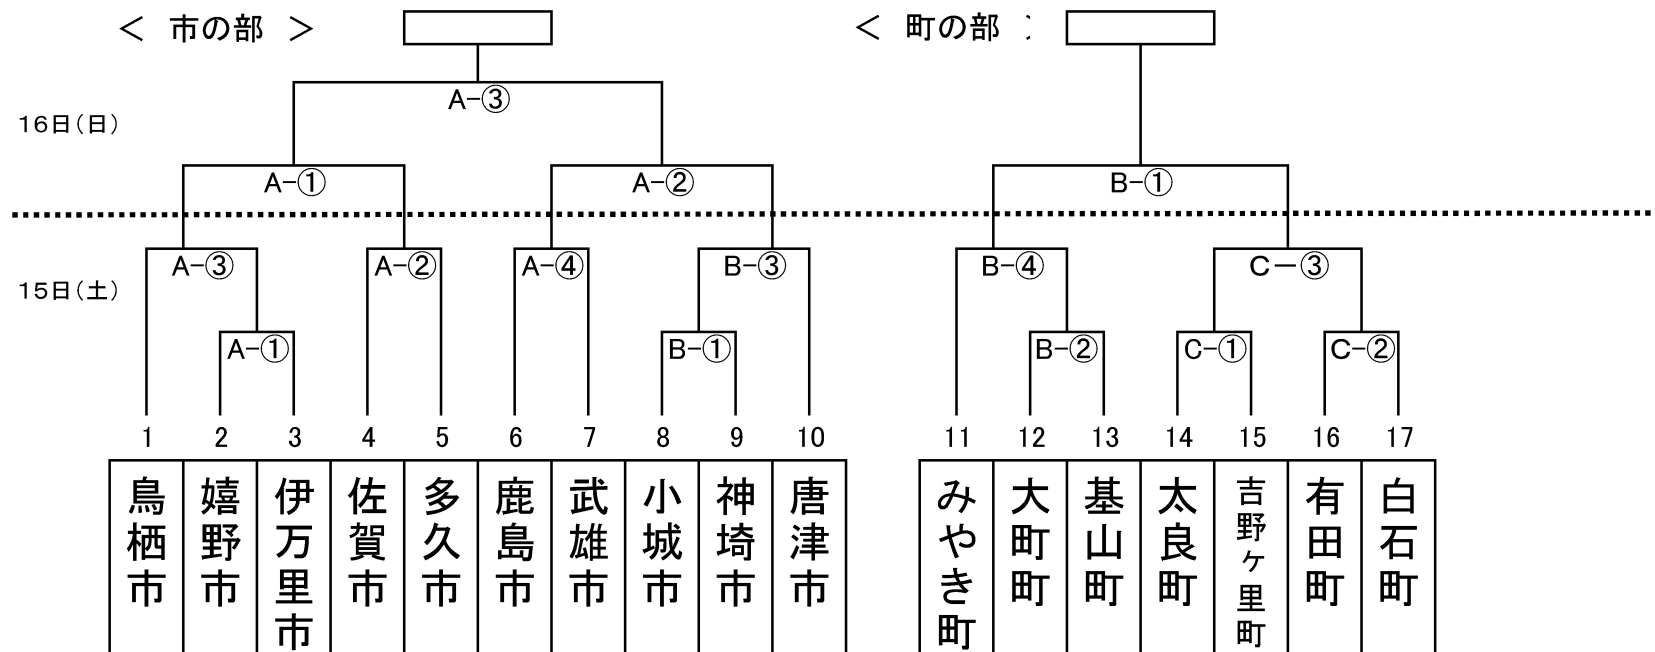 ＜ 市の部 ＞
＜ 町の部
A-③
16日(日)
A-① A-② B-①
A-③ A-② A-④ B-③ B-④ C－③
15日(土)
A-① B-① B-② C-① C-②
1 2 3 4 5 6 7 8 9 10 11 12 13 14 15 16 17
鳥栖市
嬉野市
伊万里市
佐賀市
多久市
鹿島市
武雄市
小城市
神埼市
唐津市
みやき町
大町町
基山町
太良町
吉野ヶ里町
有田町
白石町